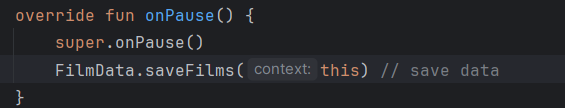 override fun onPause() {
super.onPause()
FilmData.saveFilms( context: this) // save data
}